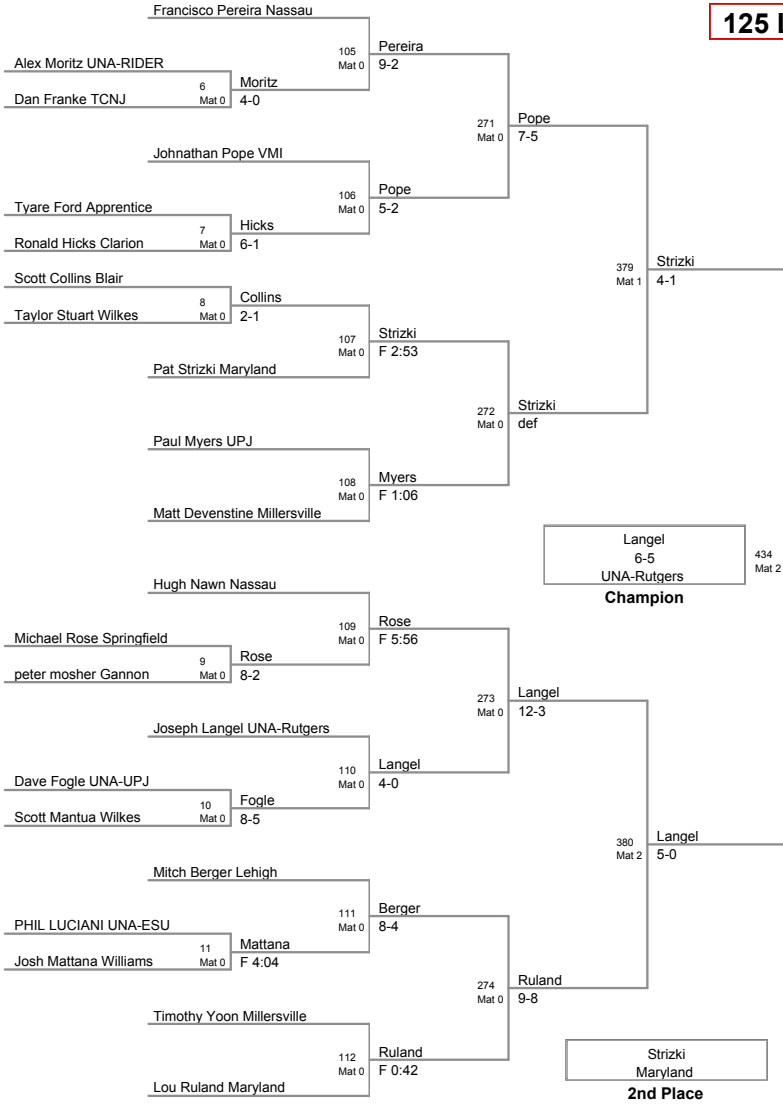 Francisco Pereira Nassau
125 L
105
Mat 0
Pereira
9-2
Alex Moritz UNA-RIDER
6
Mat 0
Moritz
4-0
Dan Franke TCNJ
271
Mat 0
Pope
7-5
Johnathan Pope VMI
106
Mat 0
Pope
5-2
Tyare Ford Apprentice
7
Mat 0
Hicks
6-1
Ronald Hicks Clarion
379
Mat 1
Strizki
4-1
Scott Collins Blair
8
Mat 0
Collins
2-1
Taylor Stuart Wilkes
107
Mat 0
Strizki
F 2:53
Pat Strizki Maryland
272
Mat 0
Strizki
def
Paul Myers UPJ
108
Mat 0
Myers
F 1:06
Matt Devenstine Millersville
Langel
6-5
UNA-Rutgers
434
Mat 2
Champion
Hugh Nawn Nassau
109
Mat 0
Rose
F 5:56
Michael Rose Springfield
9
Mat 0
Rose
8-2
peter mosher Gannon
273
Mat 0
Langel
12-3
Joseph Langel UNA-Rutgers
110
Mat 0
Langel
4-0
Dave Fogle UNA-UPJ
10
Mat 0
Fogle
8-5
Scott Mantua Wilkes
380
Mat 2
Langel
5-0
Mitch Berger Lehigh
111
Mat 0
Berger
8-4
PHIL LUCIANI UNA-ESU
11
Mat 0
Mattana
F 4:04
Josh Mattana Williams
274
Mat 0
Ruland
9-8
Timothy Yoon Millersville
112
Mat 0
Ruland
F 0:42
Lou Ruland Maryland
Strizki
Maryland
2nd Place